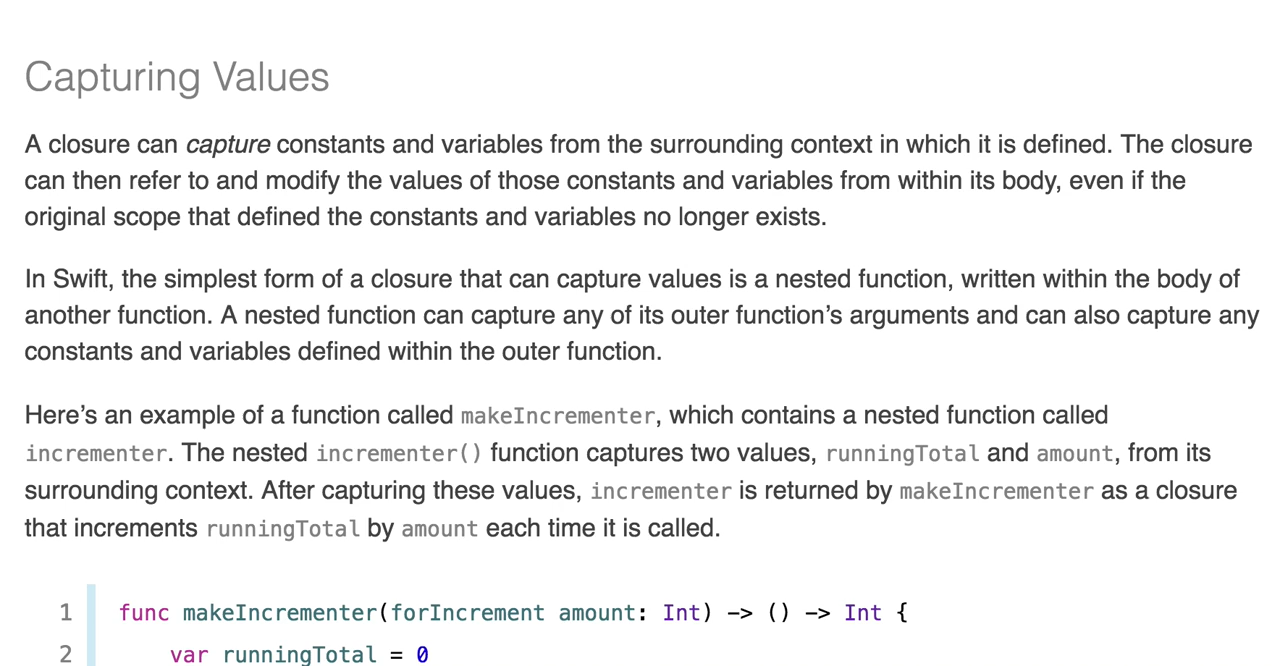 Capturing Values
A closure can capture constants and variables from the surrounding context in which it is defined. The closure
can then refer to and modify the values of those constants and variables from within its body, even if the
original scope that defined the constants and variables no longer exists.
In Swift, the simplest form of a closure that can capture values is a nested function, written within the body of
another function. A nested function can capture any of its outer function’s arguments and can also capture any
constants and variables defined within the outer function.
Here’s an example of a function called makeIncrementer, which contains a nested function called
incrementer. The nested incrementer() function captures two values, runningTotal and amount, from its
surrounding context. After capturing these values, incrementer is returned by makeIncrementer as a closure
that increments runningTotal by amount each time it is called.
1 func makeIncrementer(forIncrement amount: Int) -> () -> Int {
2 var runningTotal = 0